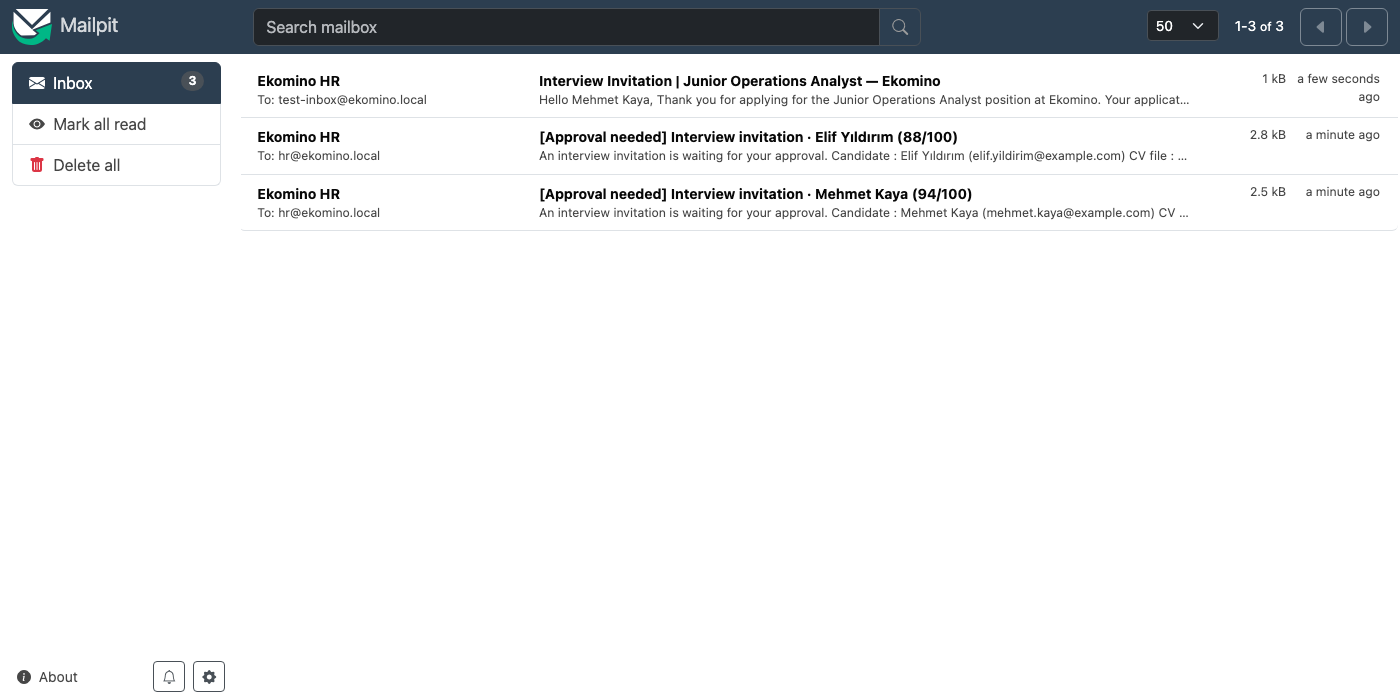 Mailpit
Search mailbox
50
1-3 of 3
Inbox
3
Mark all read
Delete all
Ekomino HR
Interview Invitation | Junior Operations Analyst — Ekomino
1 kB
a few seconds ago
To: test-inbox@ekomino.local
Hello Mehmet Kaya, Thank you for applying for the Junior Operations Analyst position at Ekomino. Your applicat...
Ekomino HR
[Approval needed] Interview invitation · Elif Yıldırım (88/100)
2.8 kB
a minute ago
To: hr@ekomino.local
An interview invitation is waiting for your approval. Candidate : Elif Yıldırım (elif.yildirim@example.com) CV file : ...
Ekomino HR
[Approval needed] Interview invitation · Mehmet Kaya (94/100)
2.5 kB
a minute ago
To: hr@ekomino.local
An interview invitation is waiting for your approval. Candidate : Mehmet Kaya (mehmet.kaya@example.com) CV ...
About